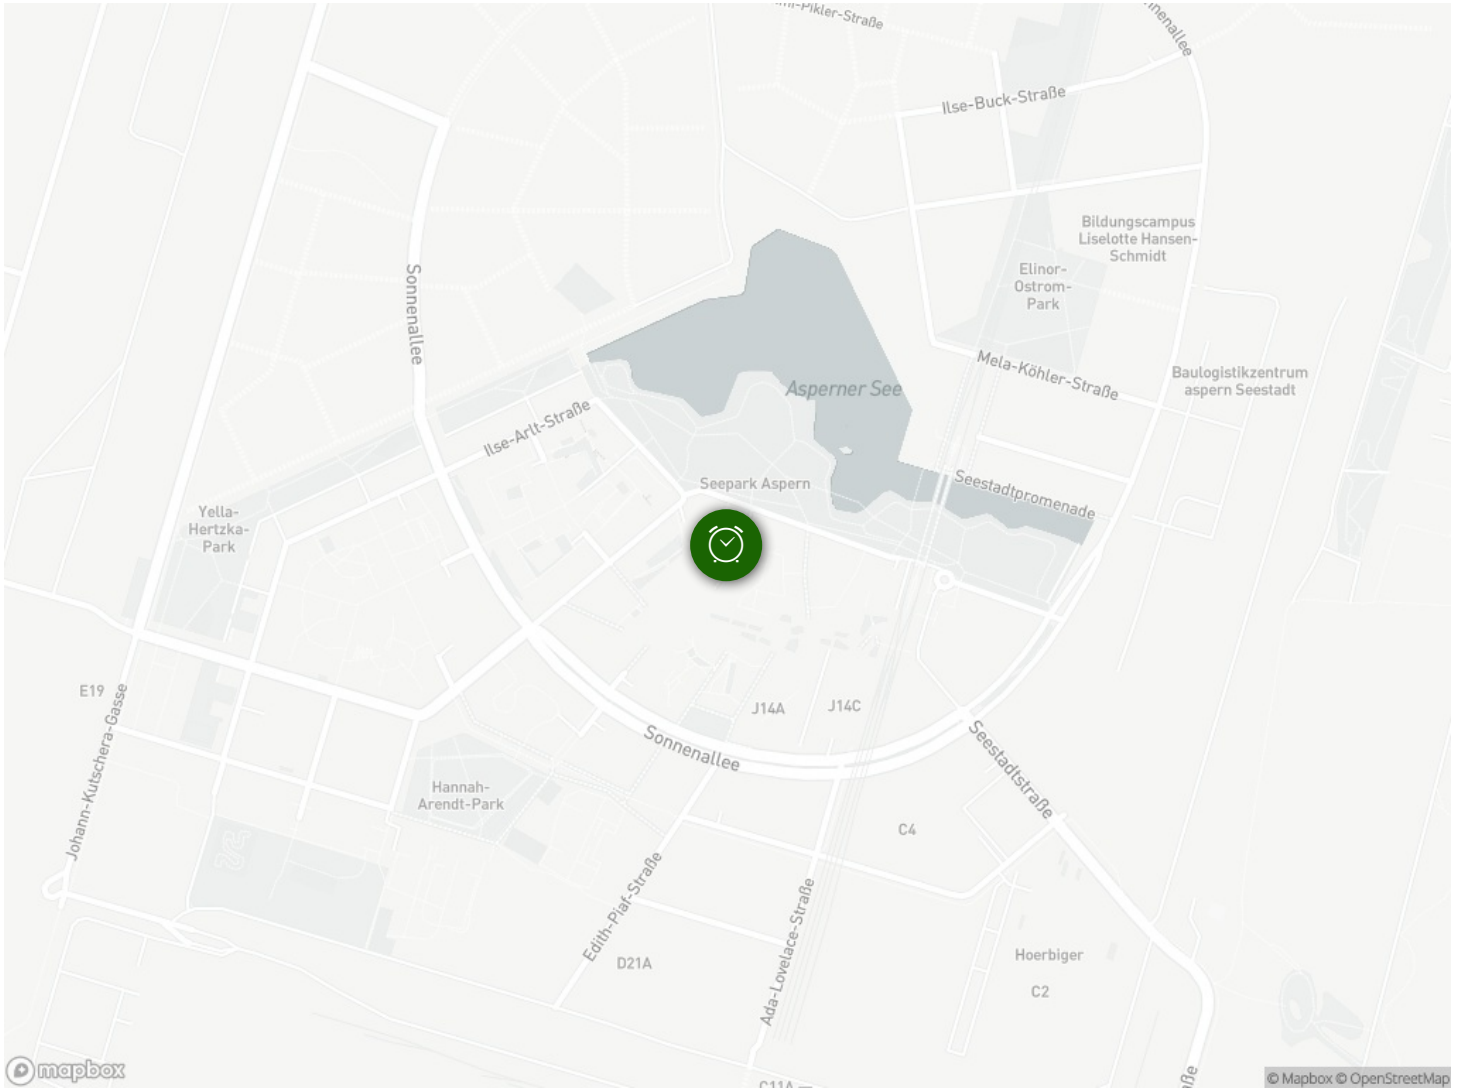 Ilse-Buck-Straße
Bildungscampus
Liselotte Hansen-
Schmidt
Elinor-
Ostrom-
Park
Sonnenallee
Mela-Köhler-Straße
Baulogistikzentrum
aspern Seestadt
Asperner See
Ilse-Arlt-Straße
Seepark Aspern
Seestadtpromenade
Yella-
Hertzka-
Park
E19
J14A
J14C
Sonnenallee
Seestadtstraße
Johann-Kutschera-Gasse
Hannah-
Arendt-Park
C4
Edith-Piaf-Straße
Ada-Lovelace-Straße
D21A
Hoerbiger
C2
mapbox
© Mapbox © OpenStreetMap